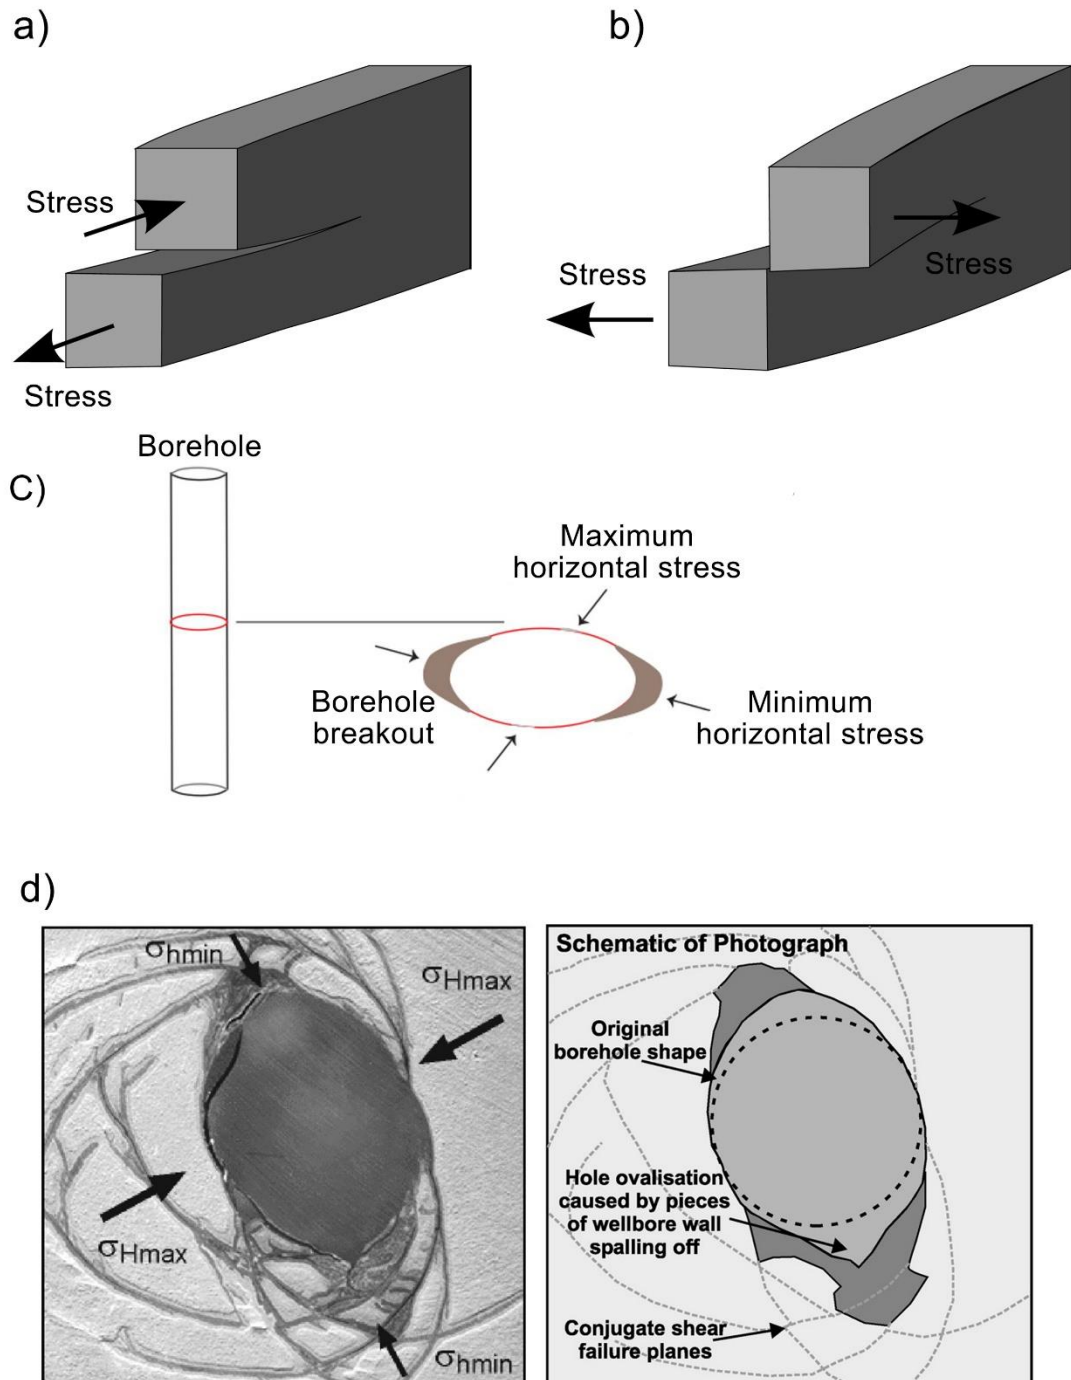 a)
b)
Stress
Stress
Stress
Stress
Borehole
C)
Maximum
horizontal stress
Borehole
breakout
Minimum
horizontal stress
d)
σhmin
σHmax
σHmax
σhmin
Schematic of Photograph
Original
borehole shape
Hole ovalisation
caused by pieces
of wellbore wall
spalling off
Conjugate shear
failure planes